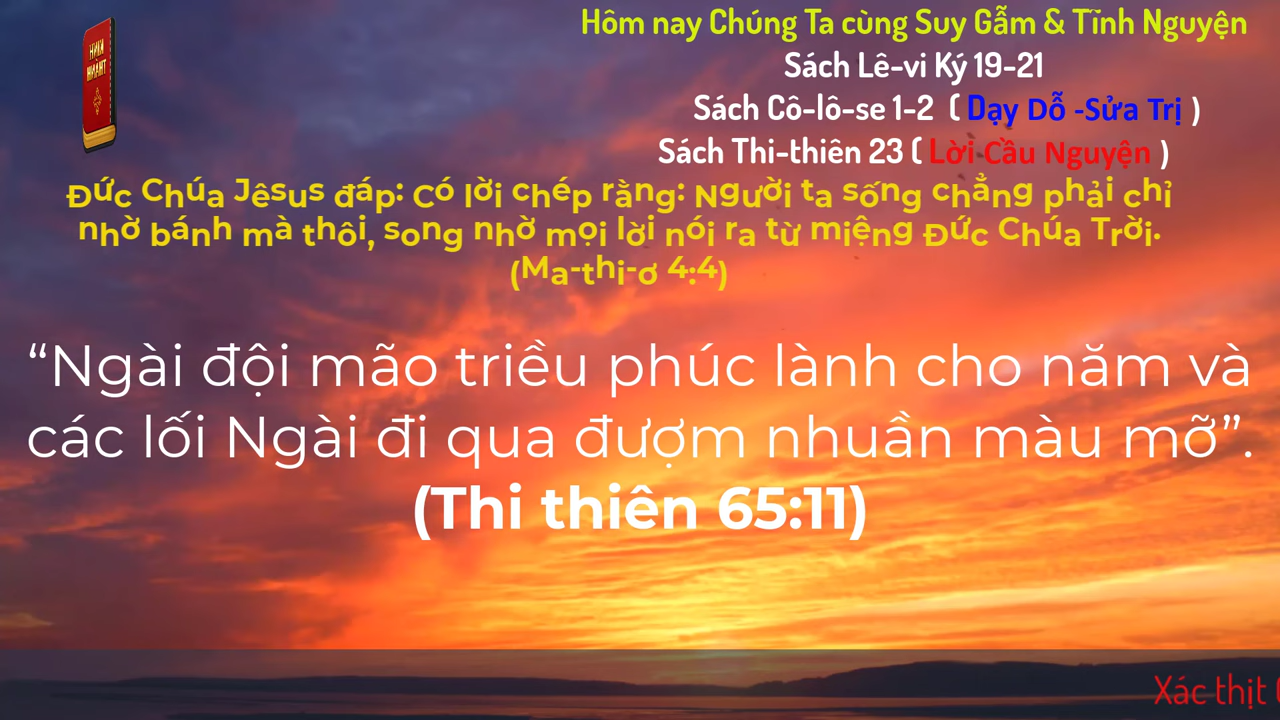 KINH
THÁNH
Hôm nay Chúng Ta cùng Suy Gẫm & Tĩnh Nguyện
Sách Lê-vi Ký 19-21
Sách Cô-lô-se 1-2 ( Dạy Dỗ -Sửa Trị )
Sách Thi-thiên 23 ( Lời Cầu Nguyện )
Đức Chúa Jêsus đáp: Có lời chép rằng: Người ta sống chẳng phải chỉ
nhờ bánh mà thôi, song nhờ mọi lời nói ra từ miệng Đức Chúa Trời.
(Ma-thi-ơ 4:4)
“Ngài đội mão triều phúc lành cho năm và
các lối Ngài đi qua đượm nhuần màu mỡ”.
(Thi thiên 65:11)
Xác thịt